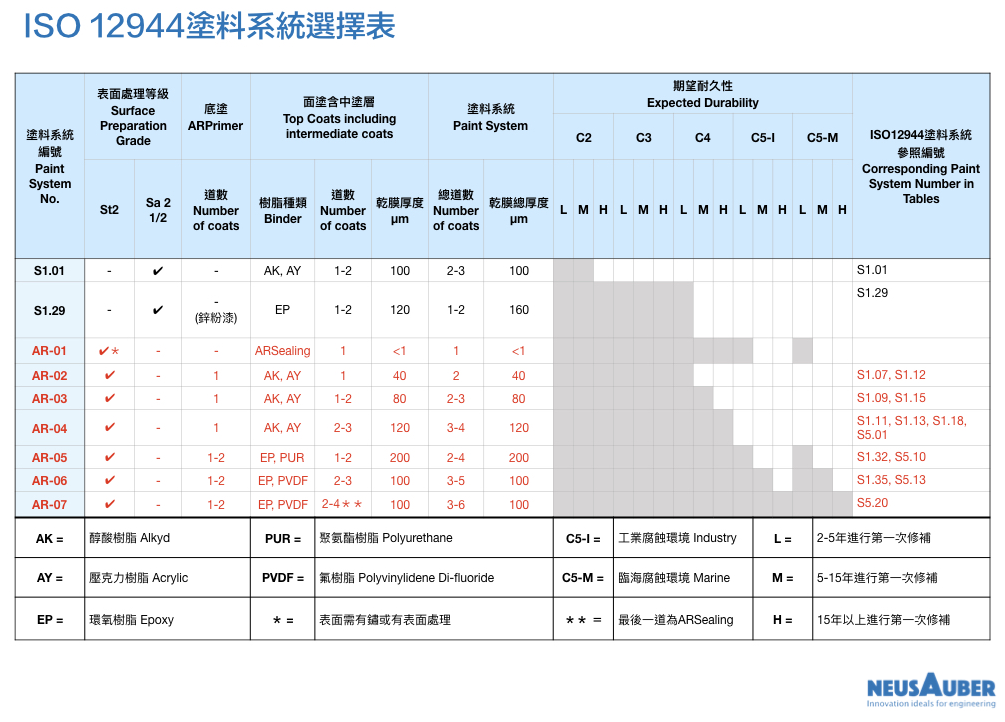 ISO 12944塗料系統選擇表
塗料系統
編號
Paint
System
No.
表面處理等級
Surface
Preparation
Grade
底塗
ARPrimer
面塗含中塗層
Top Coats including
intermediate coats
塗料系統
Paint System
期望耐久性
Expected Durability
ISO12944塗料系統
參照編號
Corresponding Paint
System Number in
Tables
C2 C3 C4 C5-I C5-M
St2
Sa 2
1/2
道數
Number
of coats
樹脂種類
Binder
道數
Number
of coats
乾膜厚度
μm
總道數
Number
of coats
乾膜總厚度
μm
L M H L M H L M H L M H L M H
S1.01 - ✔ - AK, AY 1-2 100 2-3 100 S1.01
S1.29 - ✔ -
(鋅粉漆) EP 1-2 120 1-2 160 S1.29
AR-01 ✔* - - ARSealing 1 <1 1 <1
AR-02 ✔ - 1 AK, AY 1 40 2 40 S1.07, S1.12
AR-03 ✔ - 1 AK, AY 1-2 80 2-3 80 S1.09, S1.15
AR-04 ✔ - 1 AK, AY 2-3 120 3-4 120 S1.11, S1.13, S1.18,
S5.01
AR-05 ✔ - 1-2 EP, PUR 1-2 200 2-4 200 S1.32, S5.10
AR-06 ✔ - 1-2 EP, PVDF 2-3 100 3-5 100 S1.35, S5.13
AR-07 ✔ - 1-2 EP, PVDF 2-4** 100 3-6 100 S5.20
AK = 醇酸樹脂 Alkyd PUR = 聚氨酯樹脂 Polyurethane C5-I = 工業腐蝕環境 Industry L = 2-5年進行第一次修補
AY = 壓克力樹脂 Acrylic PVDF = 氟樹脂 Polyvinylidene Di-fluoride C5-M = 臨海腐蝕環境 Marine M = 5-15年進行第一次修補
EP = 環氧樹脂 Epoxy * = 表面需有鏽或有表面處理 ** = 最後一道為ARSealing H = 15年以上進行第一次修補
NEUSAUBER
Innovation ideals for engineering